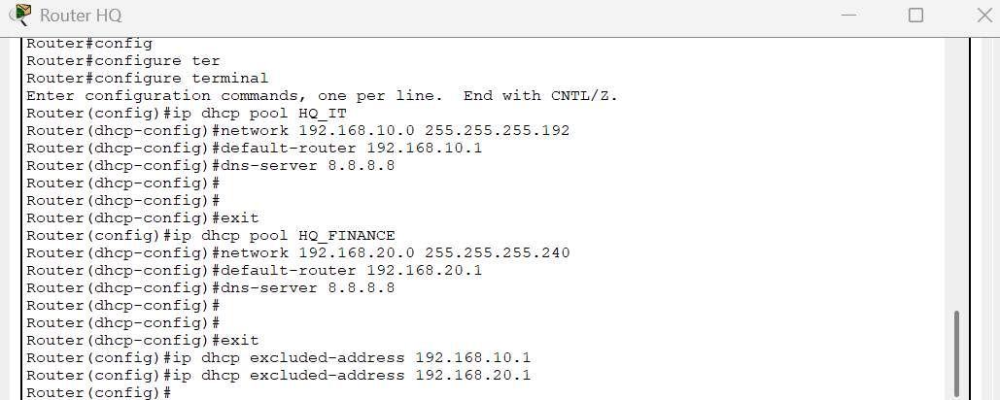 Router HQ
Router#config
Router#configure ter
Router#configure terminal
Enter configuration commands, one per line.  End with CNTL/Z.
Router(config)#ip dhcp pool HQ_IT
Router(dhcp-config)#network 192.168.10.0 255.255.255.192
Router(dhcp-config)#default-router 192.168.10.1
Router(dhcp-config)#dns-server 8.8.8.8
Router(dhcp-config)#
Router(dhcp-config)#
Router(dhcp-config)#exit
Router(config)#ip dhcp pool HQ_FINANCE
Router(dhcp-config)#network 192.168.20.0 255.255.255.240
Router(dhcp-config)#default-router 192.168.20.1
Router(dhcp-config)#dns-server 8.8.8.8
Router(dhcp-config)#
Router(dhcp-config)#
Router(dhcp-config)#exit
Router(config)#ip dhcp excluded-address 192.168.10.1
Router(config)#ip dhcp excluded-address 192.168.20.1
Router(config)#